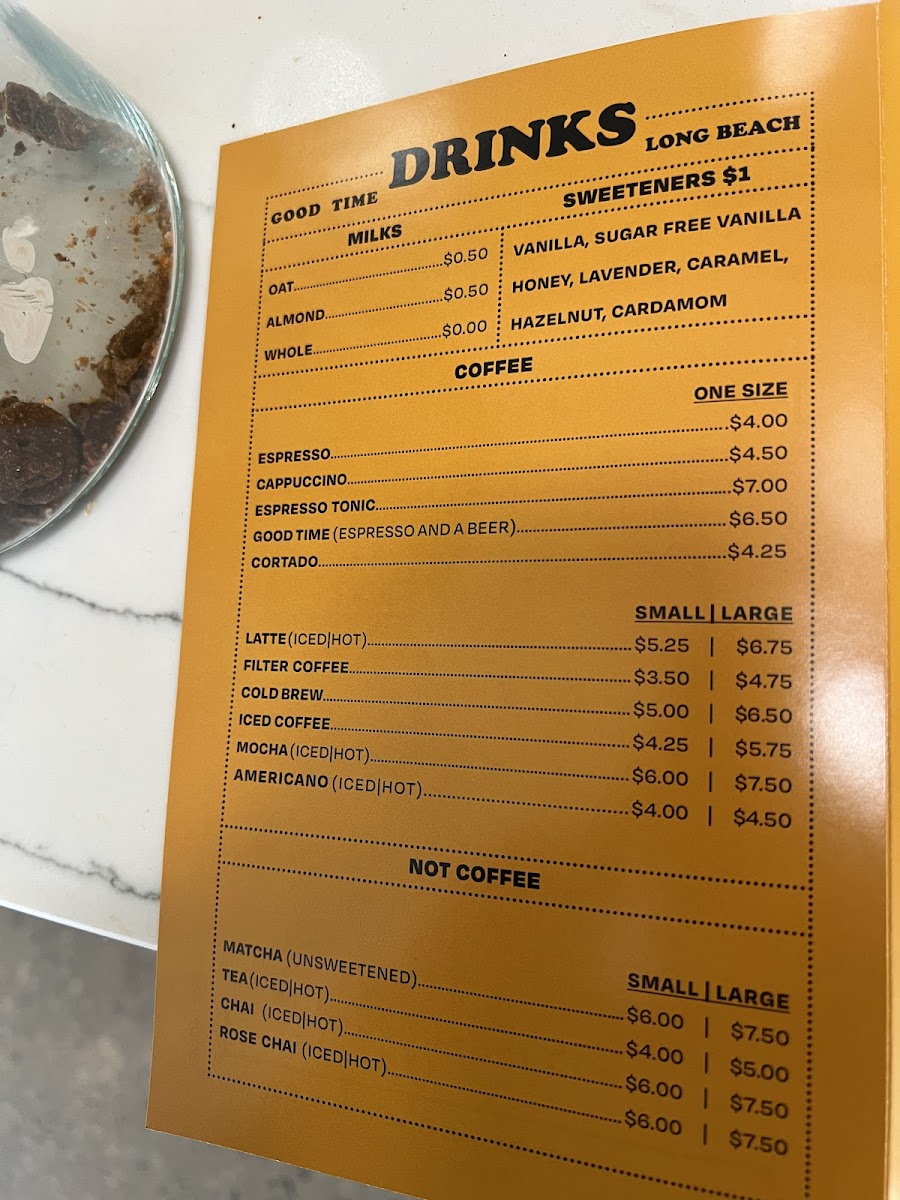 GOOD TIME DRINKS LONG BEACH
MILKS
OAT $0.50
ALMOND $0.50
WHOLE $0.00
SWEETENERS $1
VANILLA, SUGAR FREE VANILLA
HONEY, LAVENDER, CARAMEL,
HAZELNUT, CARDAMOM
COFFEE
ONE SIZE
ESPRESSO $4.00
CAPPUCCINO $4.50
ESPRESSO TONIC $7.00
GOOD TIME (ESPRESSO AND A BEER) $6.50
CORTADO $4.25
SMALL | LARGE
LATTE (ICED|HOT) $5.25 | $6.75
FILTER COFFEE $3.50 | $4.75
COLD BREW $5.00 | $6.50
ICED COFFEE $4.25 | $5.75
MOCHA (ICED|HOT) $6.00 | $7.50
AMERICANO (ICED|HOT) $4.00 | $4.50
NOT COFFEE
SMALL | LARGE
MATCHA (UNSWEETENED) $6.00 | $7.50
TEA (ICED|HOT) $4.00 | $5.00
CHAI (ICED|HOT) $6.00 | $7.50
ROSE CHAI (ICED|HOT) $6.00 | $7.50